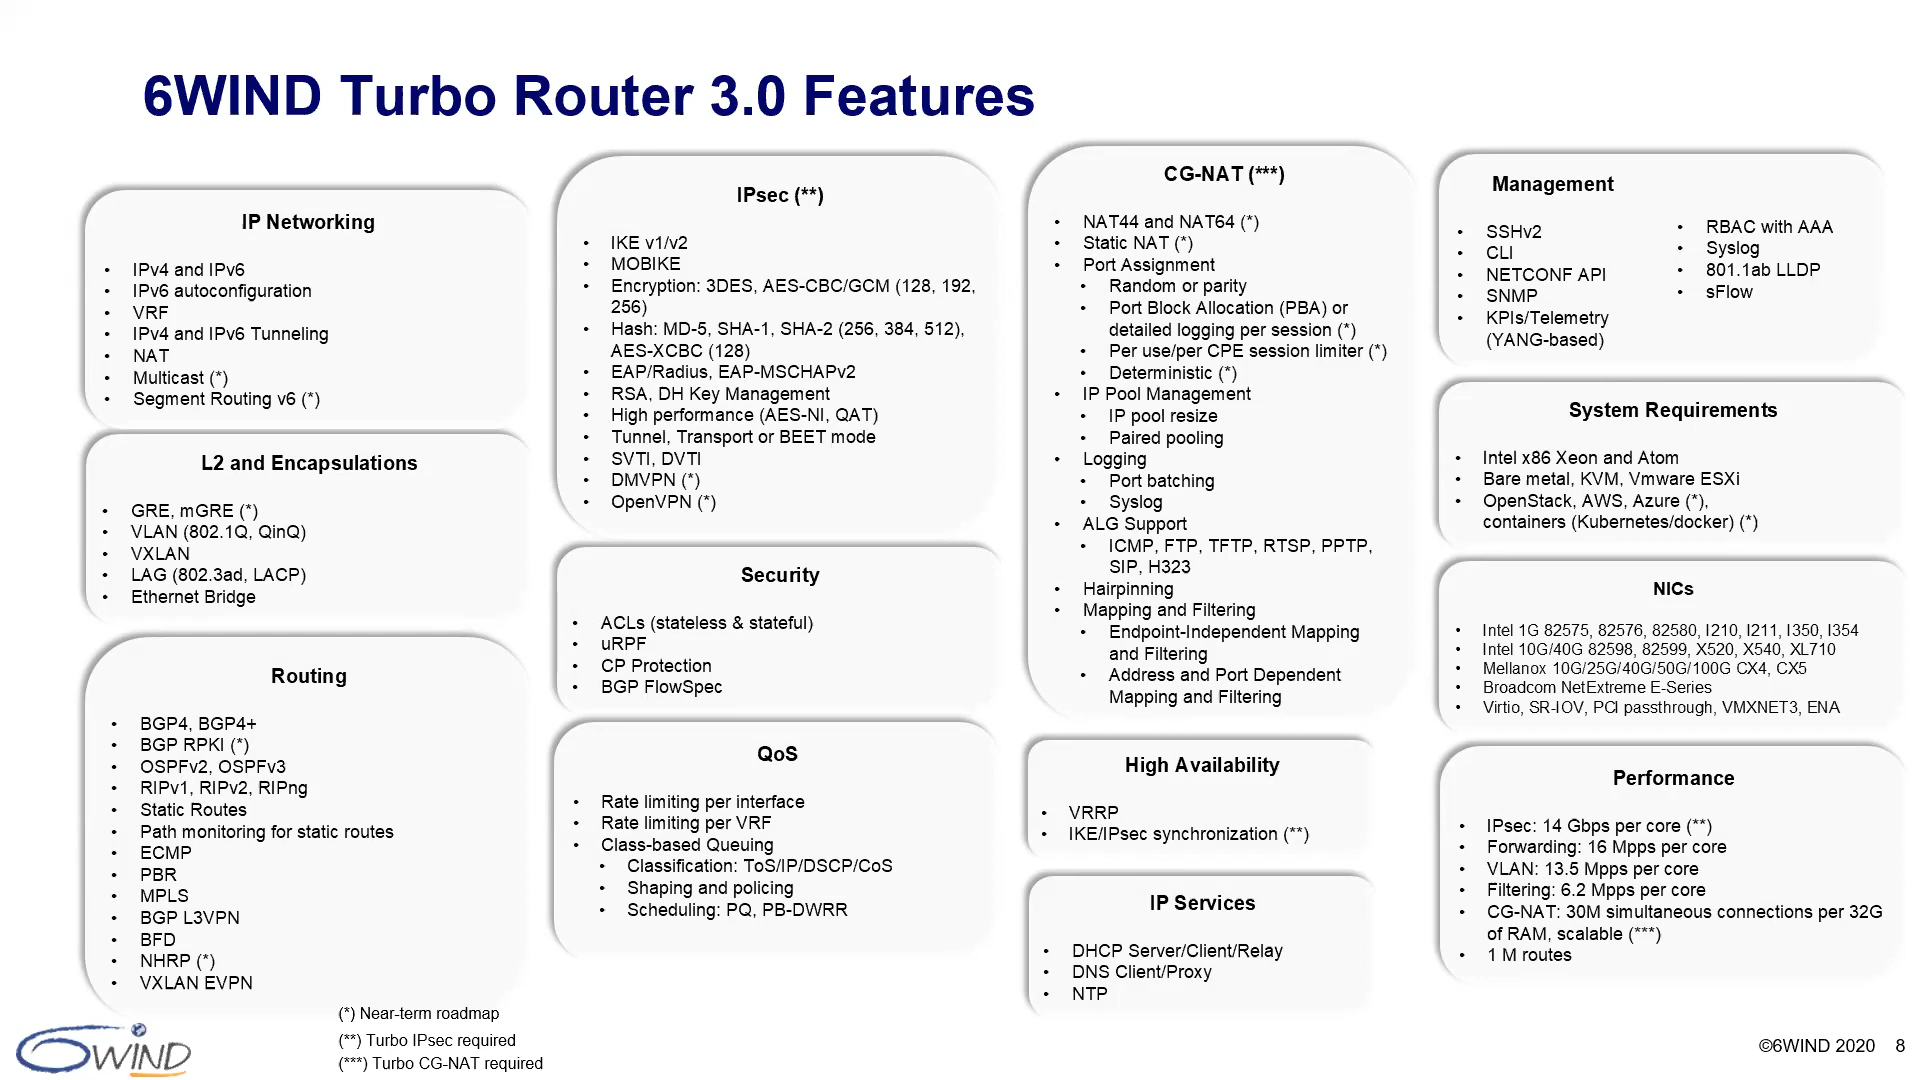 6WIND Turbo Router 3.0 Features
IP Networking
• IPv4 and IPv6
• IPv6 autoconfiguration
• VRF
• IPv4 and IPv6 Tunneling
• NAT
• Multicast (*)
• Segment Routing v6 (*)
L2 and Encapsulations
• GRE, mGRE (*)
• VLAN (802.1Q, QinQ)
• VXLAN
• LAG (802.3ad, LACP)
• Ethernet Bridge
Routing
• BGP4, BGP4+
• BGP RPKI (*)
• OSPFv2, OSPFv3
• RIPv1, RIPv2, RIPng
• Static Routes
• Path monitoring for static routes
• ECMP
• PBR
• MPLS
• BGP L3VPN
• BFD
• NHRP (*)
• VXLAN EVPN
IPsec (**)
• IKE v1/v2
• MOBIKE
• Encryption: 3DES, AES-CBC/GCM (128, 192,
256)
• Hash: MD-5, SHA-1, SHA-2 (256, 384, 512),
AES-XCBC (128)
• EAP/Radius, EAP-MSCHAPv2
• RSA, DH Key Management
• High performance (AES-NI, QAT)
• Tunnel, Transport or BEET mode
• SVTI, DVTI
• DMVPN (*)
• OpenVPN (*)
Security
• ACLs (stateless & stateful)
• uRPF
• CP Protection
• BGP FlowSpec
QoS
• Rate limiting per interface
• Rate limiting per VRF
• Class-based Queuing
• Classification: ToS/IP/DSCP/CoS
• Shaping and policing
• Scheduling: PQ, PB-DWRR
CG-NAT (***)
• NAT44 and NAT64 (*)
• Static NAT (*)
• Port Assignment
• Random or parity
• Port Block Allocation (PBA) or
detailed logging per session (*)
• Per use/per CPE session limiter (*)
• Deterministic (*)
• IP Pool Management
• IP pool resize
• Paired pooling
• Logging
• Port batching
• Syslog
• ALG Support
• ICMP, FTP, TFTP, RTSP, PPTP,
SIP, H323
• Hairpinning
• Mapping and Filtering
• Endpoint-Independent Mapping
and Filtering
• Address and Port Dependent
Mapping and Filtering
High Availability
• VRRP
• IKE/IPsec synchronization (**)
IP Services
• DHCP Server/Client/Relay
• DNS Client/Proxy
• NTP
Management
• SSHv2
• CLI
• NETCONF API
• SNMP
• KPIs/Telemetry
(YANG-based)
• RBAC with AAA
• Syslog
• 801.1ab LLDP
• sFlow
System Requirements
• Intel x86 Xeon and Atom
• Bare metal, KVM, Vmware ESXi
• OpenStack, AWS, Azure (*),
containers (Kubernetes/docker) (*)
NICs
• Intel 1G 82575, 82576, 82580, I210, I211, I350, I354
• Intel 10G/40G 82598, 82599, X520, X540, XL710
• Mellanox 10G/25G/40G/50G/100G CX4, CX5
• Broadcom NetExtreme E-Series
• Virtio, SR-IOV, PCI passthrough, VMXNET3, ENA
Performance
• IPsec: 14 Gbps per core (**)
• Forwarding: 16 Mpps per core
• VLAN: 13.5 Mpps per core
• Filtering: 6.2 Mpps per core
• CG-NAT: 30M simultaneous connections per 32G
of RAM, scalable (***)
• 1 M routes
(*) Near-term roadmap
(**) Turbo IPsec required
(***) Turbo CG-NAT required
6WIND
©6WIND 2020 8